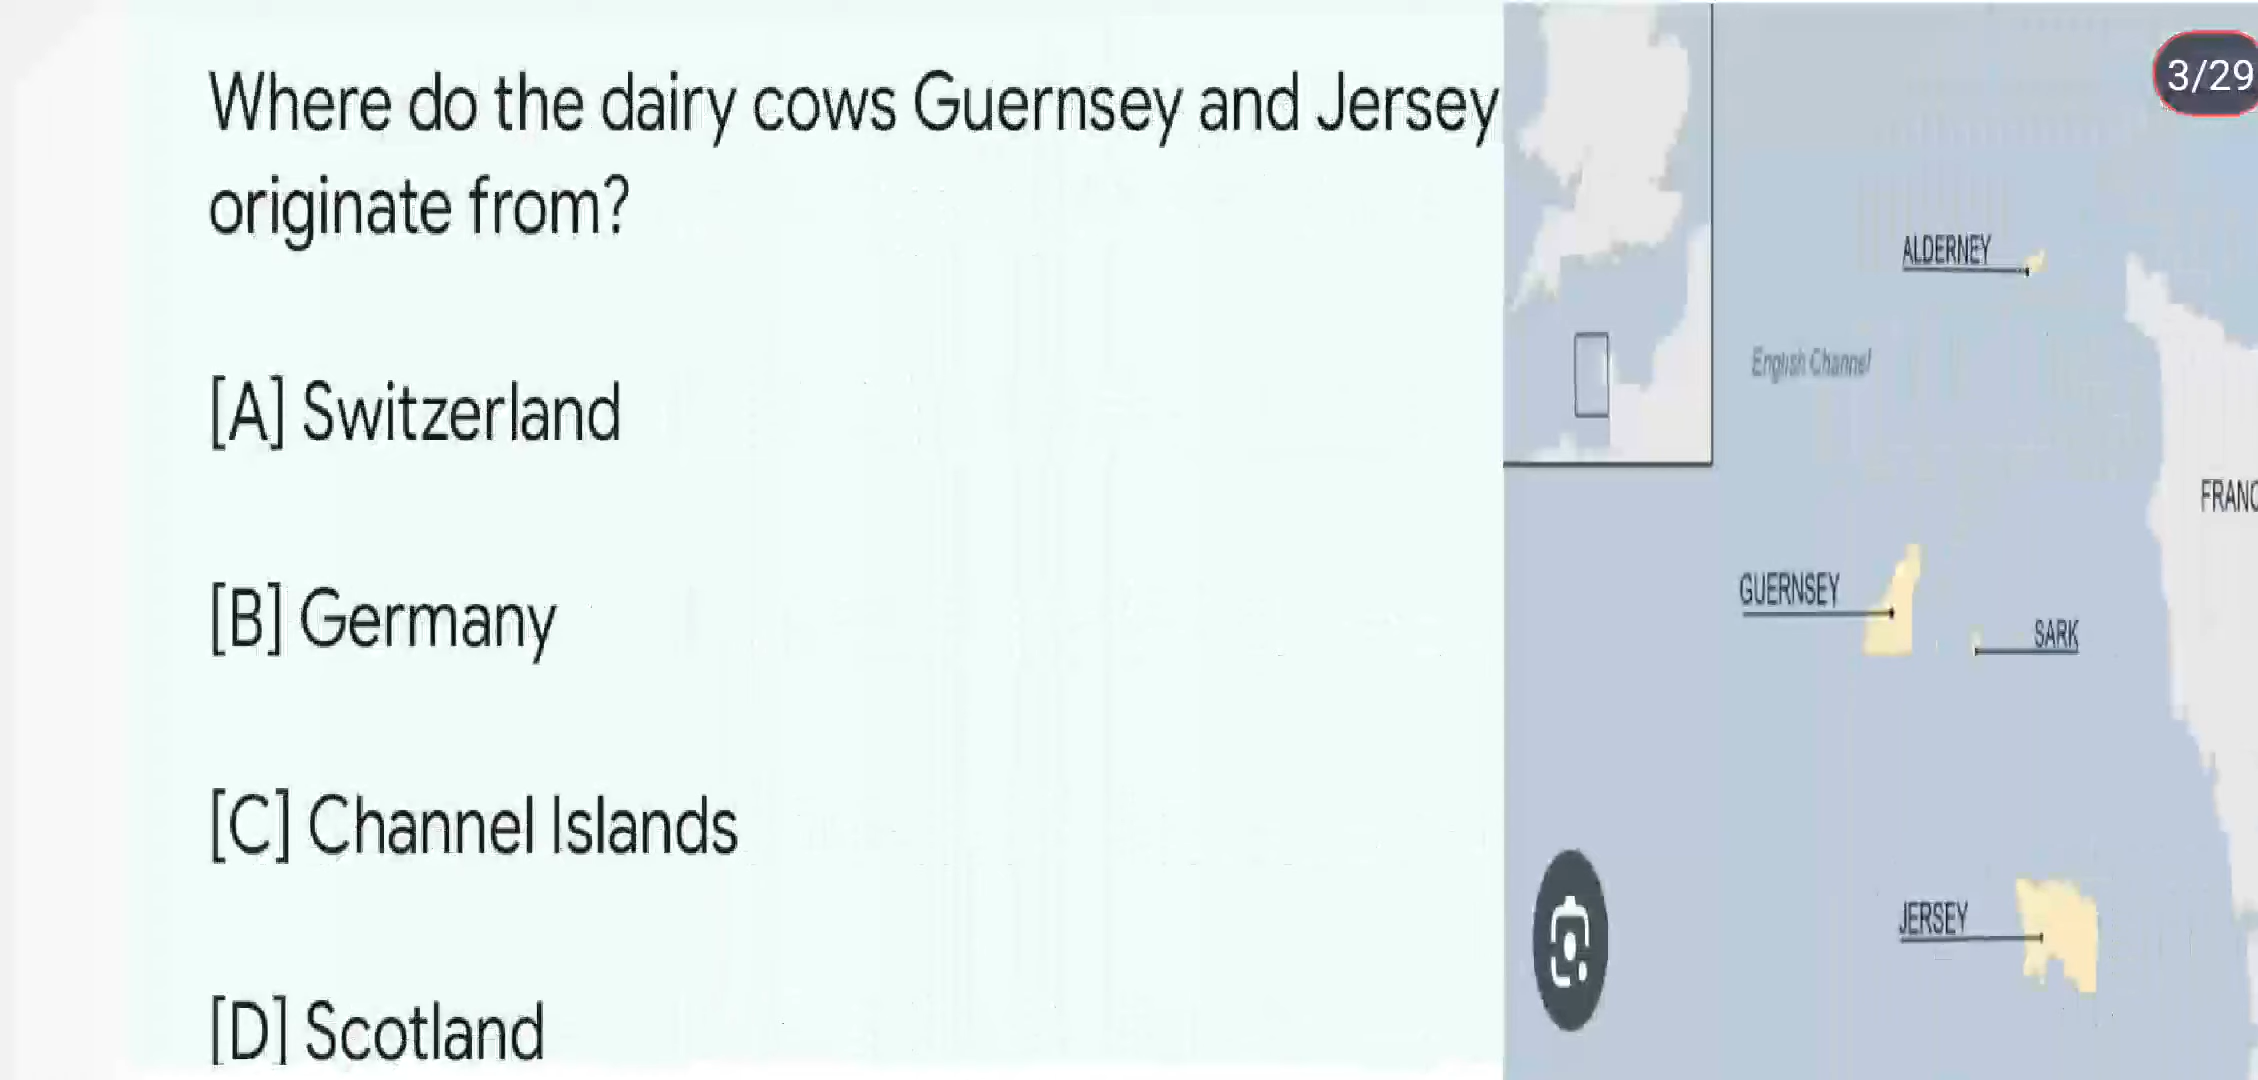 Where do the dairy cows Guernsey and Jersey
originate from?
[A] Switzerland
[B] Germany
[C] Channel Islands
[D] Scotland
3/29
ALDERNEY
English Channel
FRANC
GUERNSEY
SARK
JERSEY